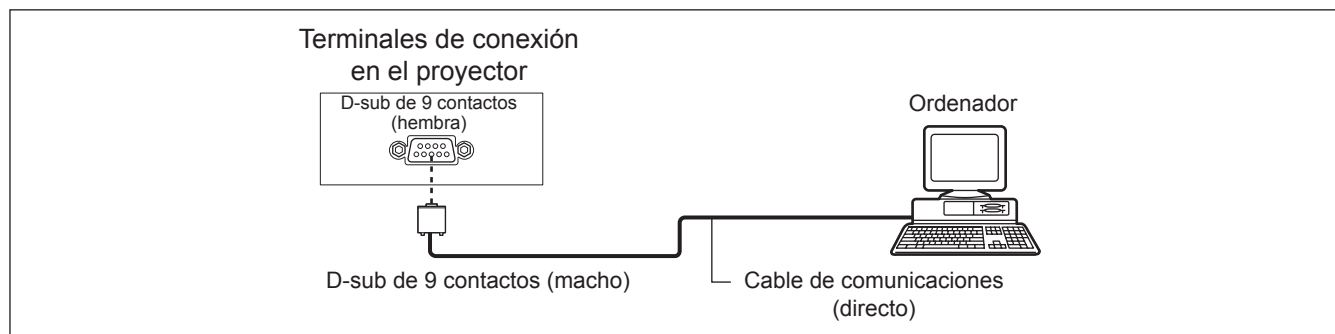 Terminales de conexión
en el proyector
D-sub de 9 contactos
(hembra)
Ordenador
D-sub de 9 contactos (macho)
Cable de comunicaciones
(directo)